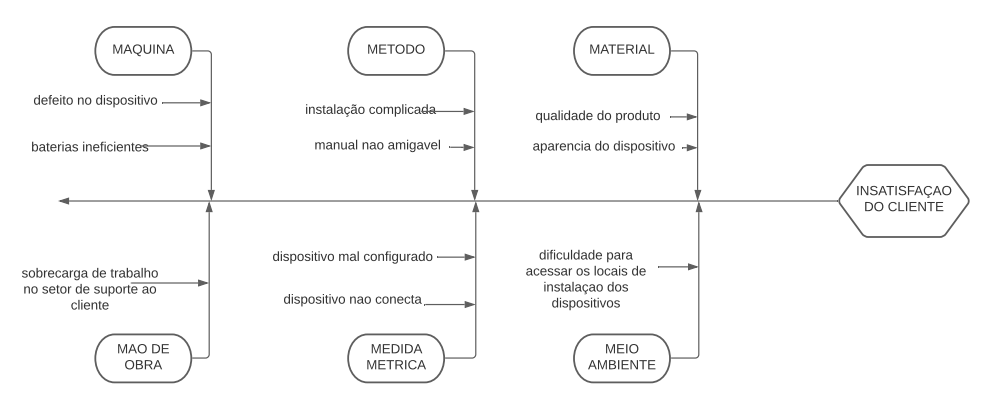 MAQUINA
METODO
MATERIAL
defeito no dispositivo
instalação complicada
qualidade do produto
baterias ineficientes
manual nao amigavel
aparencia do dispositivo
INSATISFAÇAO
DO CLIENTE
sobrecarga de trabalho
no setor de suporte ao
cliente
dispositivo mal configurado
dispositivo nao conecta
dificuldade para
acessar os locais de
instalaçao dos
dispositivos
MAO DE
OBRA
MEDIDA
METRICA
MEIO
AMBIENTE